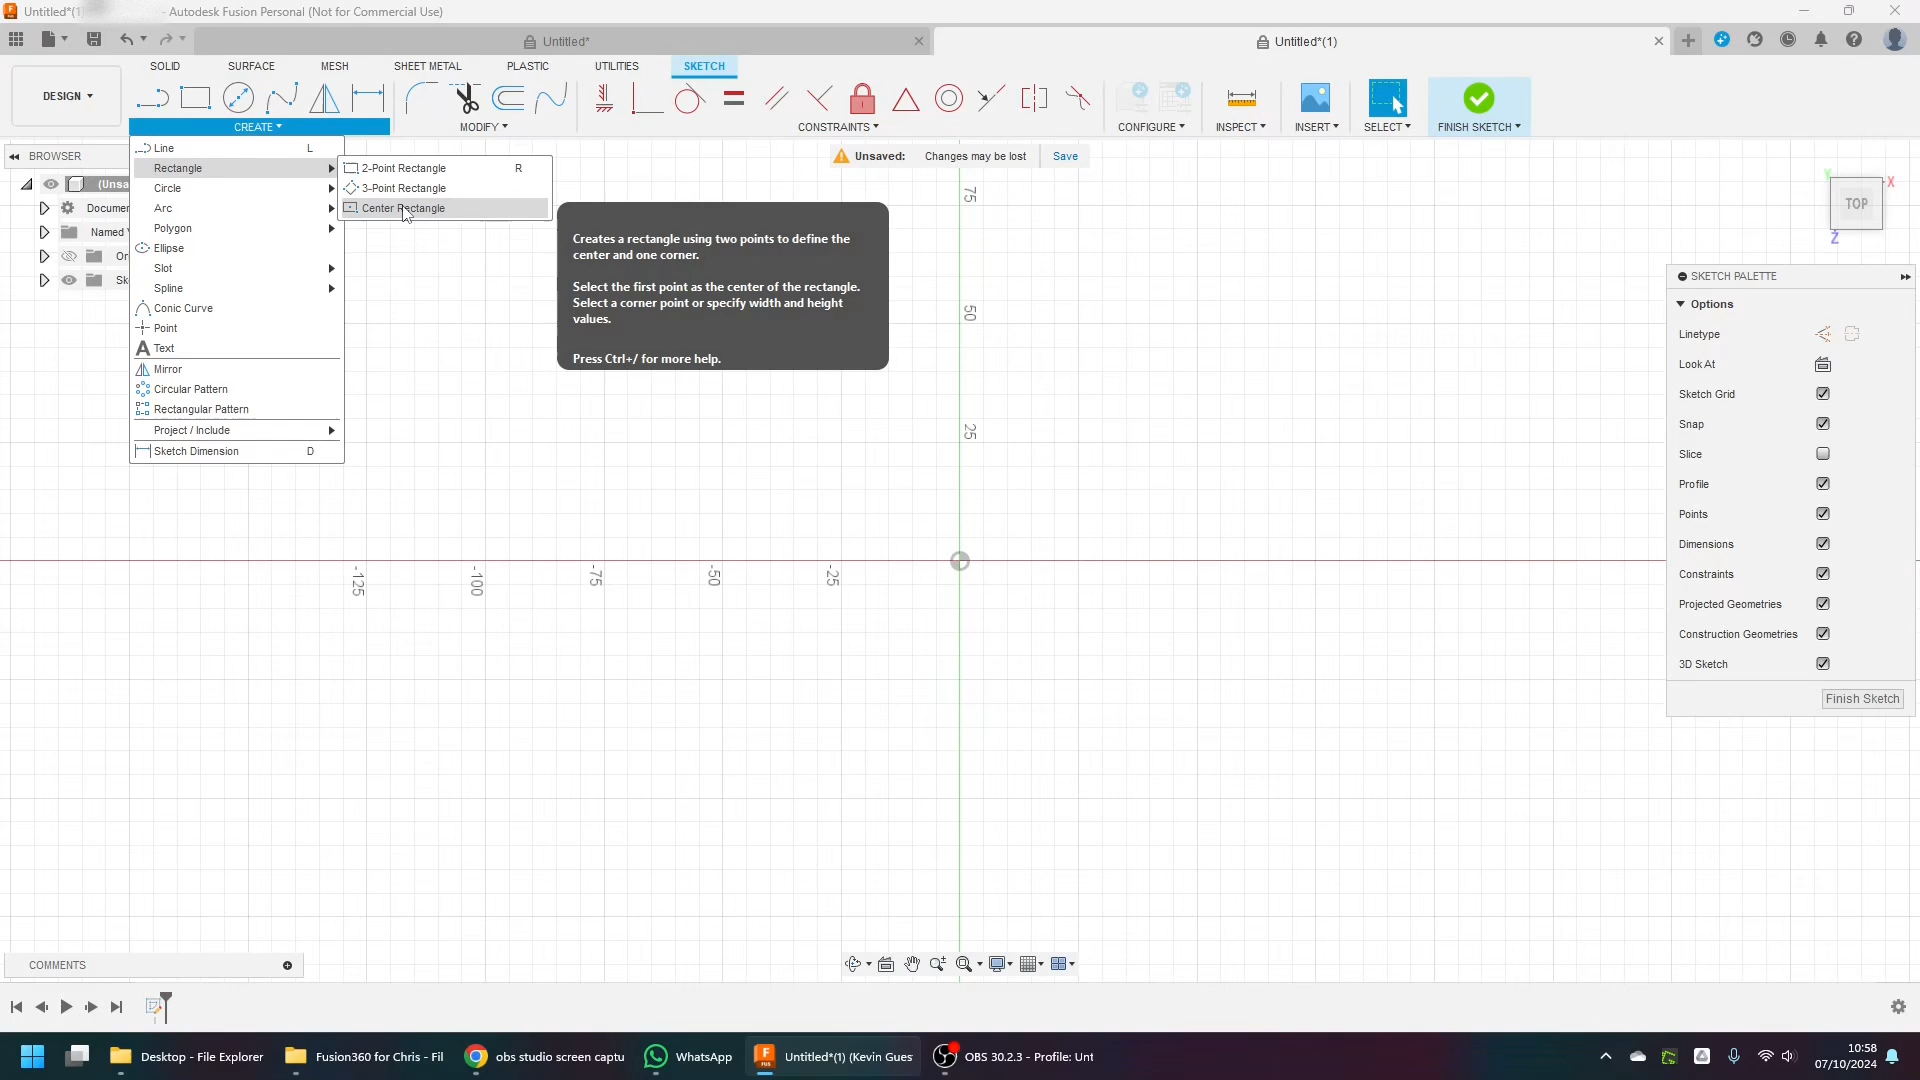 Untitled*(1
- Autodesk Fusion Personal (Not for Commercial Use)
Untitled*
Untitled*(1)
SOLID
SURFACE
MESH
SHEET METAL
PLASTIC
UTILITIES
SKETCH
DESIGN
CREATE
MODIFY
CONSTRAINTS
CONFIGURE
INSPECT
INSERT
SELECT
FINISH SKETCH
BROWSER
(Unsa
Documer
Named V
Or
Sk
Line L
Rectangle
Circle
Arc
Polygon
Ellipse
Slot
Spline
Conic Curve
Point
Text
Mirror
Circular Pattern
Rectangular Pattern
Project / Include
Sketch Dimension D
2-Point Rectangle R
3-Point Rectangle
Center Rectangle
Creates a rectangle using two points to define the
center and one corner.
Select the first point as the center of the rectangle.
Select a corner point or specify width and height
values.
Press Ctrl+/ for more help.
Unsaved: Changes may be lost Save
75
50
25
-125
-100
-75
-50
-25
TOP
X
Y
Z
SKETCH PALETTE
Options
Linetype
Look At
Sketch Grid
Snap
Slice
Profile
Points
Dimensions
Constraints
Projected Geometries
Construction Geometries
3D Sketch
Finish Sketch
COMMENTS
Desktop - File Explorer
Fusion360 for Chris - Fil
obs studio screen captu
WhatsApp
Untitled*(1) (Kevin Gues
OBS 30.2.3 - Profile: Unt
10:58
07/10/2024